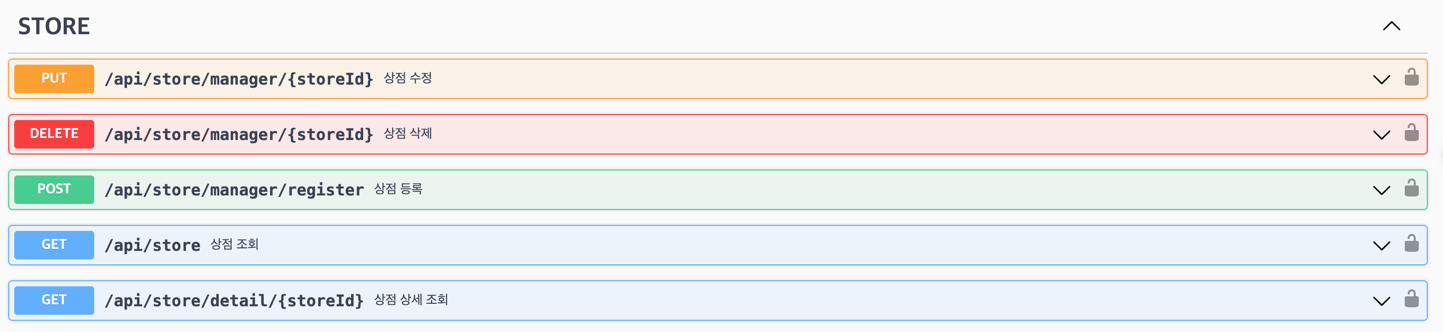 STORE
PUT /api/store/manager/{storeId} 상점 수정
DELETE /api/store/manager/{storeId} 상점 삭제
POST /api/store/manager/register 상점 등록
GET /api/store 상점 조회
GET /api/store/detail/{storeId} 상점 상세 조회